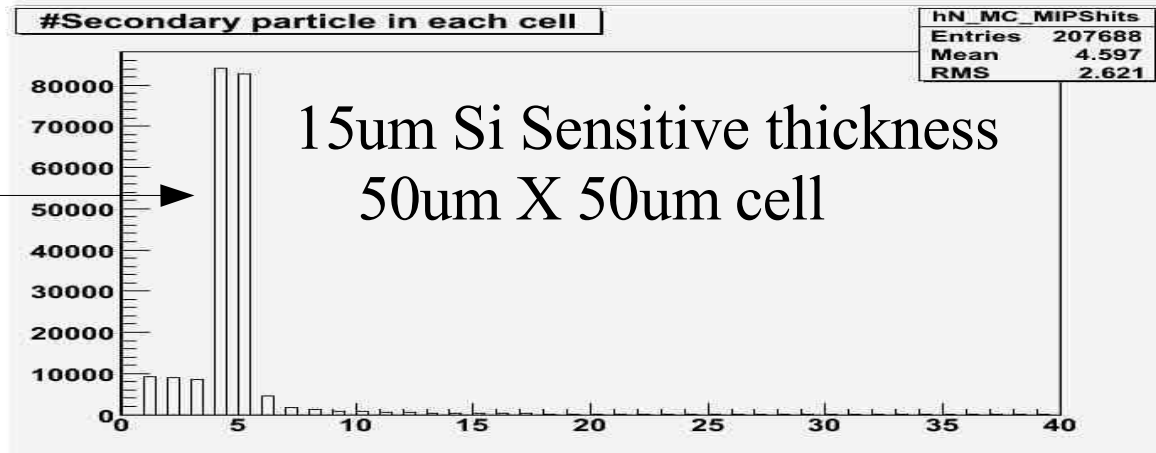 #Secondary particle in each cell
hN_MC_MIPShits
Entries 207688
Mean 4.597
RMS 2.621
15um Si Sensitive thickness
50um X 50um cell
80000
70000
60000
50000
40000
30000
20000
10000
0
0 5 10 15 20 25 30 35 40